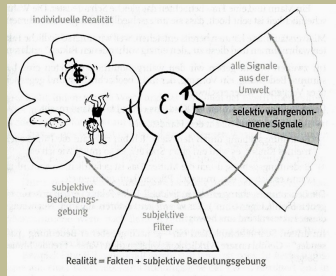 individuelle Realität
$
alle Signale
aus der
Umwelt
selektiv wahrgenom-
mene Signale
subjektive
Bedeutungs-
gebung
subjektive
Filter
Realität = Fakten + subjektive Bedeutungsgebung